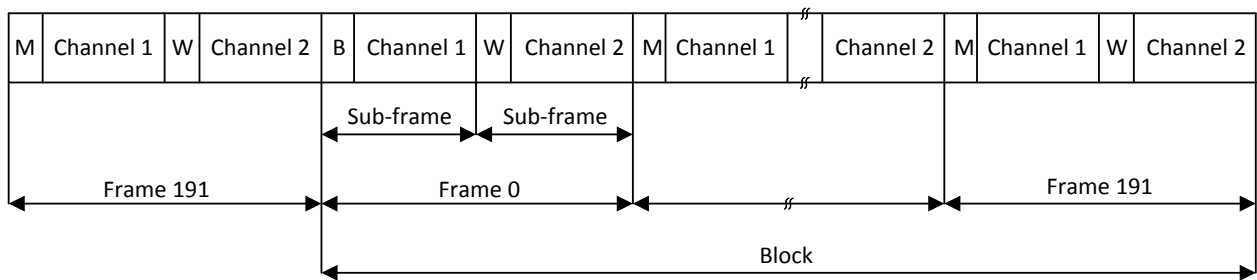 M Channel 1 W Channel 2 B Channel 1 W Channel 2 M Channel 1 Channel 2 M Channel 1 W Channel 2
Sub-frame Sub-frame
Frame 191 Frame 0 Frame 191
Block